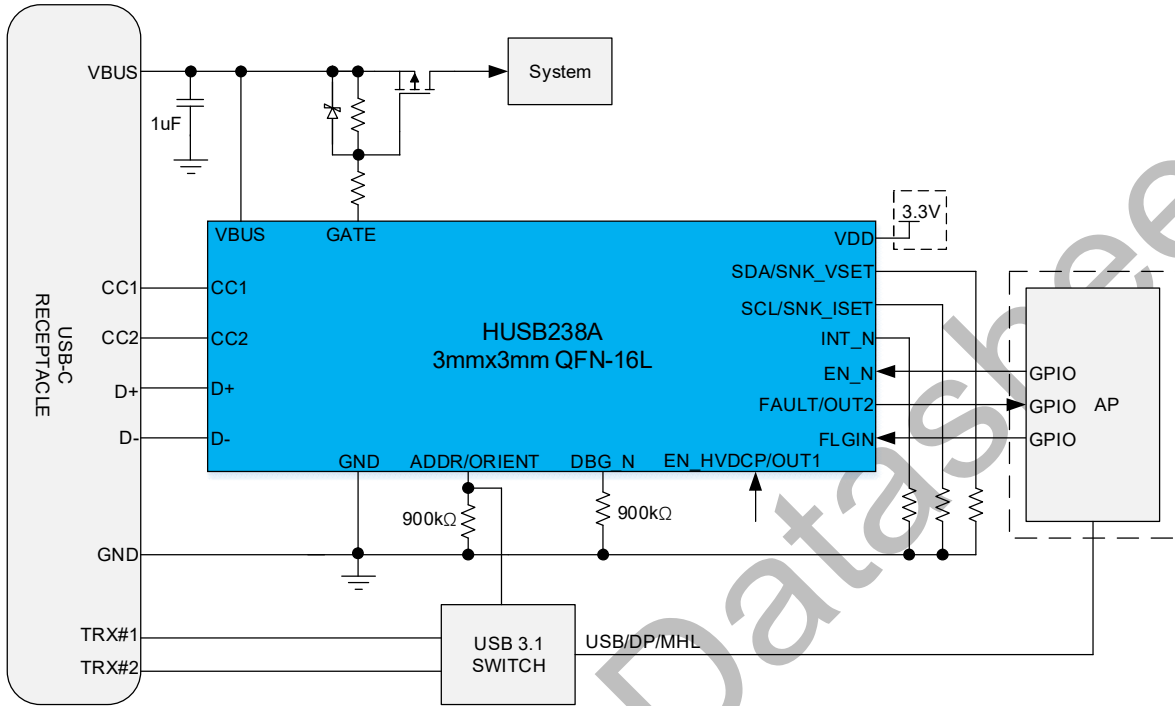 VBUS
1uF
System
USB-C
RECEPTACLE
VBUS
GATE
VDD
3.3V
SDA/SNK_VSET
SCL/SNK_ISET
INT_N
EN_N
FAULT/OUT2
FLGIN
CC1
CC1
CC2
CC2
D+
D+
D-
D-
HUSB238A
3mmx3mm QFN-16L
GPIO
GPIO
GPIO
AP
GND
ADDR/ORIENT
DBG_N
EN_HVDCP/OUT1
900kΩ
900kΩ
GND
TRX#1
TRX#2
USB 3.1
SWITCH
USB/DP/MHL
Datashee